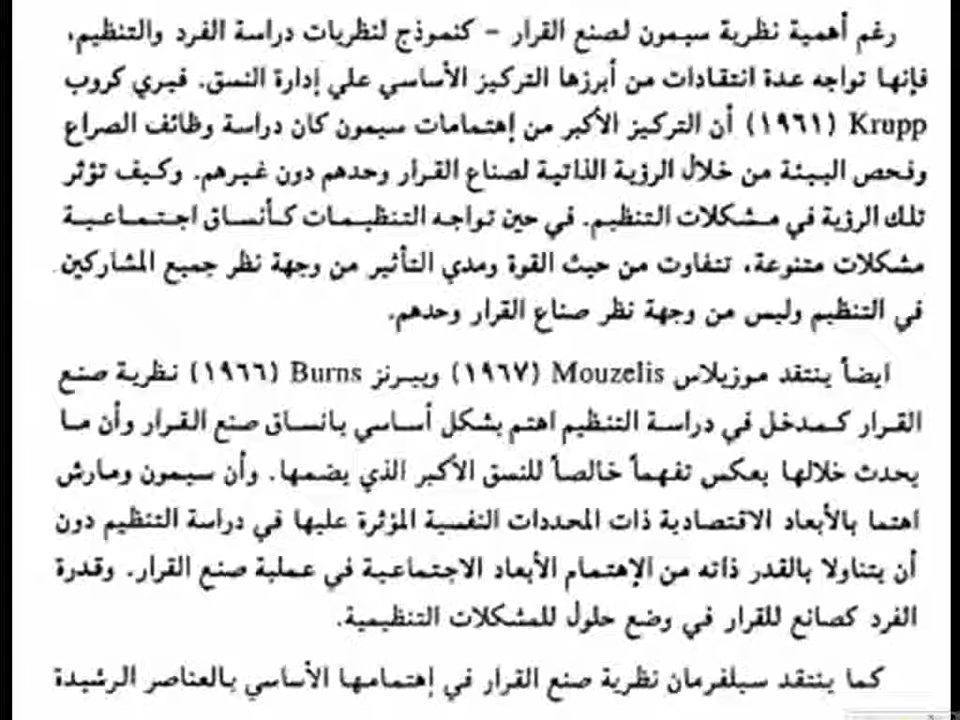 رغم أهمية نظرية سيمون لصنع القرار – كنموذج لنظريات دراسة الفرد والتنظيم،
فإنها تواجه عدة انتقادات من أبرزها التركيز الأساسي علي إدارة النسق. فيري كروب
Krupp (١٩٦١) أن التركيز الأكبر من إهتمامات سيمون كان دراسة وظائف الصراع
وفحص البيئة من خلال الرؤية الذاتية لصناع القرار وحدهم دون غيرهم. وكيف تؤثر
تلك الرؤية في مشكلات التنظيم. في حين تواجه التنظيمات كأنساق اجتماعية
مشكلات متنوعة، تتفاوت من حيث القوة ومدي التأثير من وجهة نظر جميع المشاركين
في التنظيم وليس من وجهة نظر صناع القرار وحدهم.
ايضاً ينتقد موزيلاس Mouzelis (١٩٦٧) وبيرنز Burns (١٩٦٦) نظرية صنع
القرار كمدخل في دراسة التنظيم اهتم بشكل أساسي بانساق صنع القرار وأن ما
يحدث خلالها يعكس تفهماً خالصاً للنسق الأكبر الذي يضمها. وأن سيمون ومارش
اهتما بالأبعاد الاقتصادية ذات المحددات النفسية المؤثرة عليها في دراسة التنظيم دون
أن يتناولا بالقدر ذاته من الإهتمام الأبعاد الاجتماعية في عملية صنع القرار. وقدرة
الفرد كصانع للقرار في وضع حلول للمشكلات التنظيمية.
كما ينتقد سيلفرمان نظرية صنع القرار في إهتمامها الأساسي بالعناصر الرشيدة